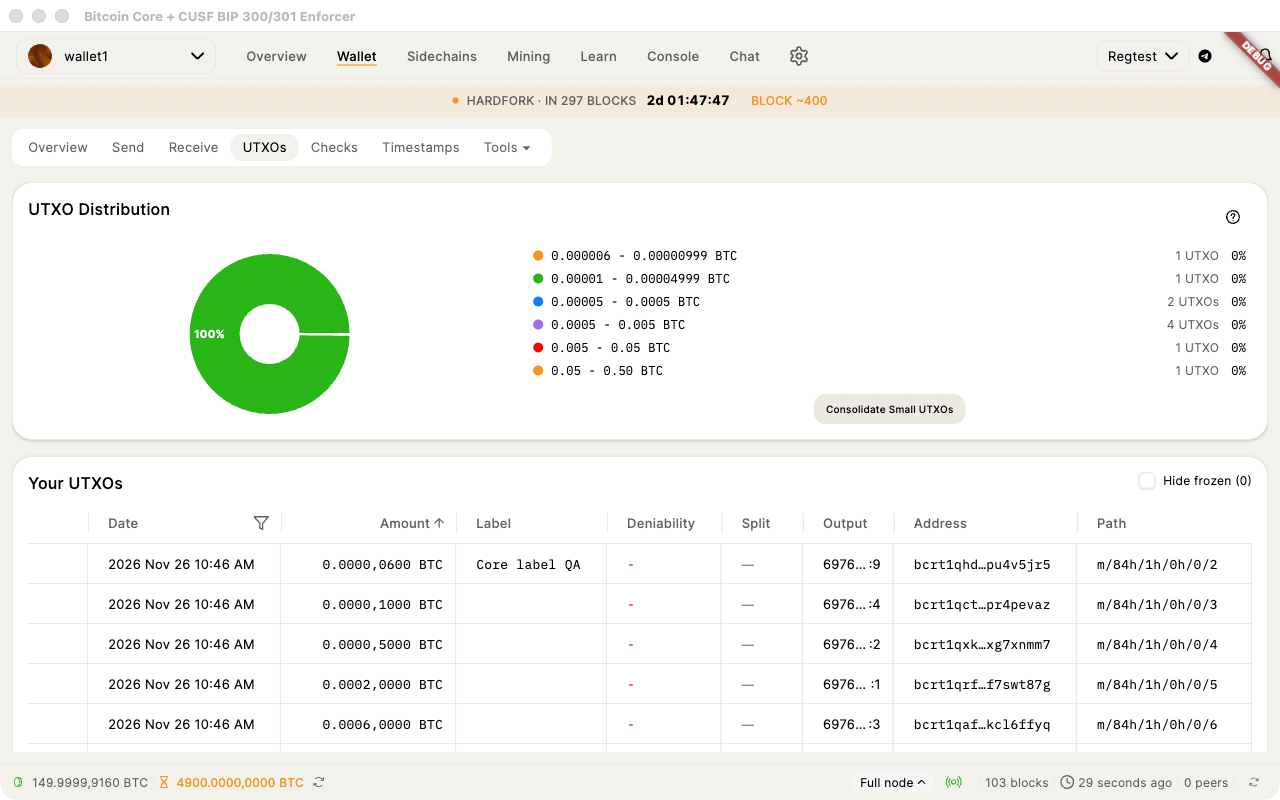 Bitcoin Core + CUSF BIP 300/301 Enforcer
wallet1 Overview Wallet Sidechains Mining Learn Console Chat Regtest DEBUG
HARDFORK · IN 297 BLOCKS 2d 01:47:47 BLOCK ~400
Overview Send Receive UTXOs Checks Timestamps Tools
UTXO Distribution
100%
0.000006 - 0.00000999 BTC 1 UTXO 0%
0.00001 - 0.00004999 BTC 1 UTXO 0%
0.00005 - 0.0005 BTC 2 UTXOs 0%
0.0005 - 0.005 BTC 4 UTXOs 0%
0.005 - 0.05 BTC 1 UTXO 0%
0.05 - 0.50 BTC 1 UTXO 0%
Consolidate Small UTXOs
Your UTXOs Hide frozen (0)
Date Amount Label Deniability Split Output Address Path
2026 Nov 26 10:46 AM 0.0000,0600 BTC Core label QA - — 6976…:9 bcrt1qhd…pu4v5jr5 m/84h/1h/0h/0/2
2026 Nov 26 10:46 AM 0.0000,1000 BTC - — 6976…:4 bcrt1qct…pr4pevaz m/84h/1h/0h/0/3
2026 Nov 26 10:46 AM 0.0000,5000 BTC - — 6976…:2 bcrt1qxk…xg7xnmm7 m/84h/1h/0h/0/4
2026 Nov 26 10:46 AM 0.0002,0000 BTC - — 6976…:1 bcrt1qrf…f7swt87g m/84h/1h/0h/0/5
2026 Nov 26 10:46 AM 0.0006,0000 BTC - — 6976…:3 bcrt1qaf…kcl6ffyq m/84h/1h/0h/0/6
149.9999,9160 BTC 4900.0000,0000 BTC Full node 103 blocks 29 seconds ago 0 peers